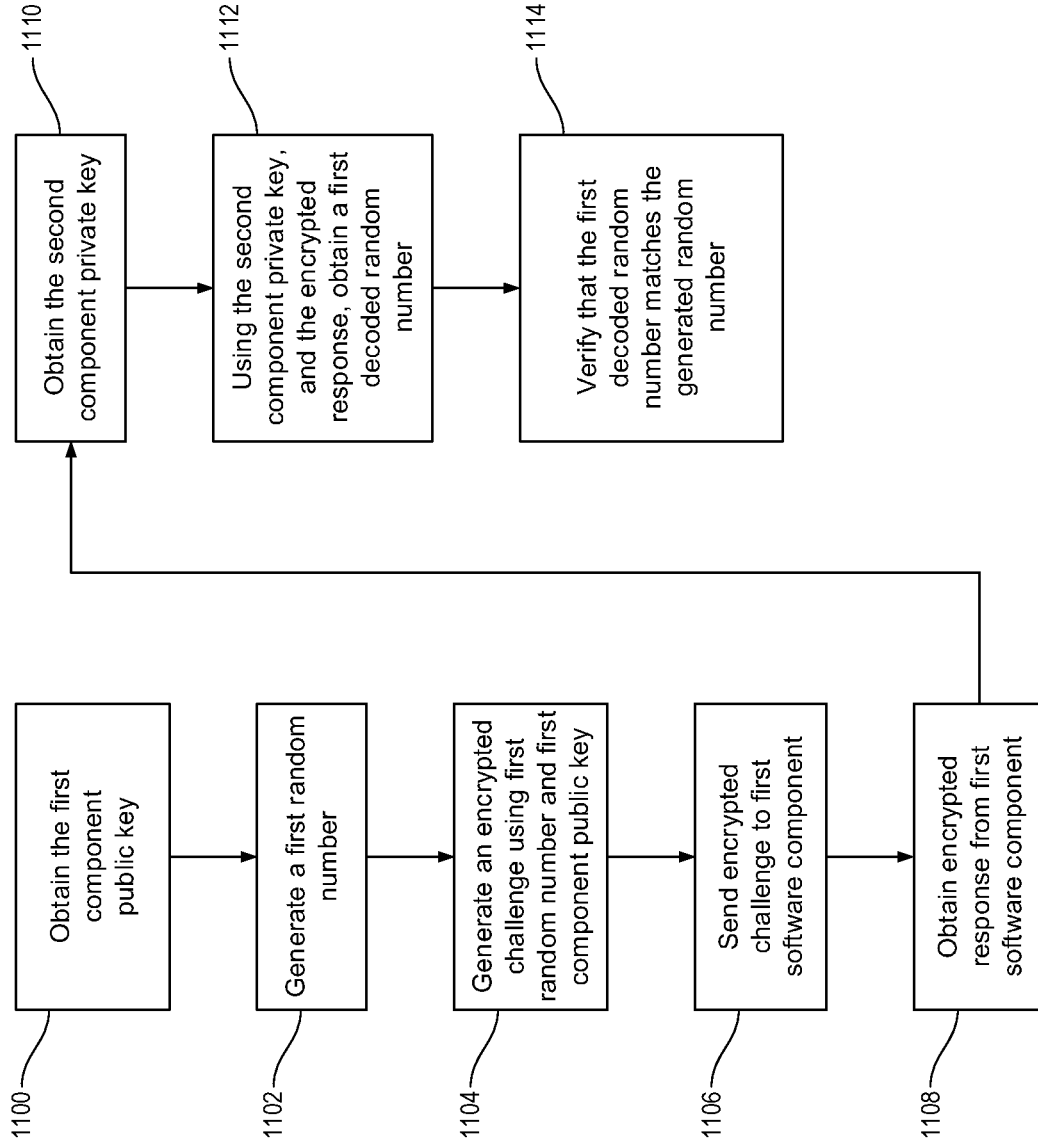 1100
Obtain the first
component
public key
1102
Generate a first random
number
1104
Generate an encrypted
challenge using first
random number and first
component public key
1106
Send encrypted
challenge to first
software component
1108
Obtain encrypted
response from first
software component
1110
Obtain the second
component private key
1112
Using the second
component private key,
and the encrypted
response, obtain a first
decoded random
number
1114
Verify that the first
decoded random
number matches the
generated random
number